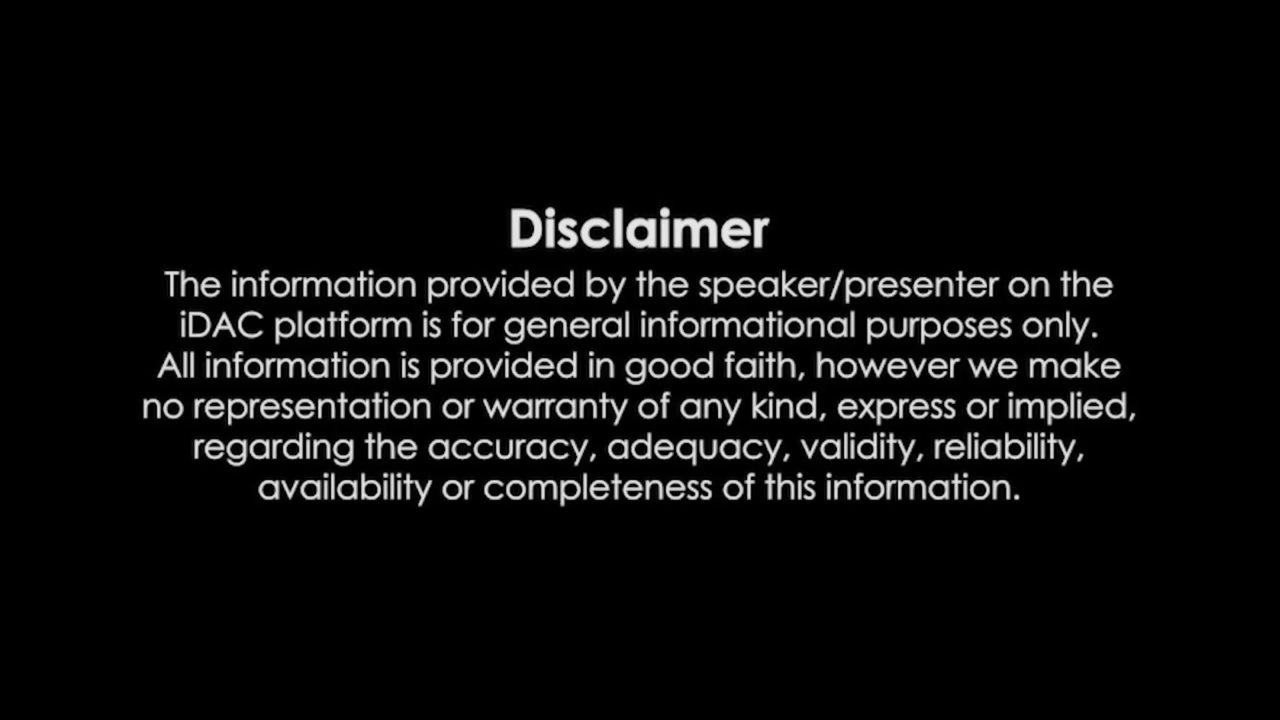 Disclaimer
The information provided by the speaker/presenter on the
iDAC platform is for general informational purposes only.
All information is provided in good faith, however we make
no representation or warranty of any kind, express or implied,
regarding the accuracy, adequacy, validity, reliability,
availability or completeness of this information.